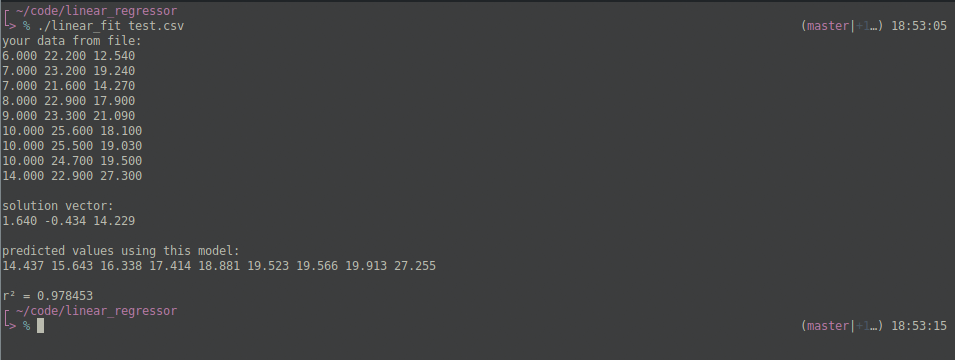 ~/code/linear_regressor
% ./linear_fit test.csv (master|+1…) 18:53:05
your data from file:
6.000 22.200 12.540
7.000 23.200 19.240
7.000 21.600 14.270
8.000 22.900 17.900
9.000 23.300 21.090
10.000 25.600 18.100
10.000 25.500 19.030
10.000 24.700 19.500
14.000 22.900 27.300
solution vector:
1.640 -0.434 14.229
predicted values using this model:
14.437 15.643 16.338 17.414 18.881 19.523 19.566 19.913 27.255
r² = 0.978453
~/code/linear_regressor
% (master|+1…) 18:53:15